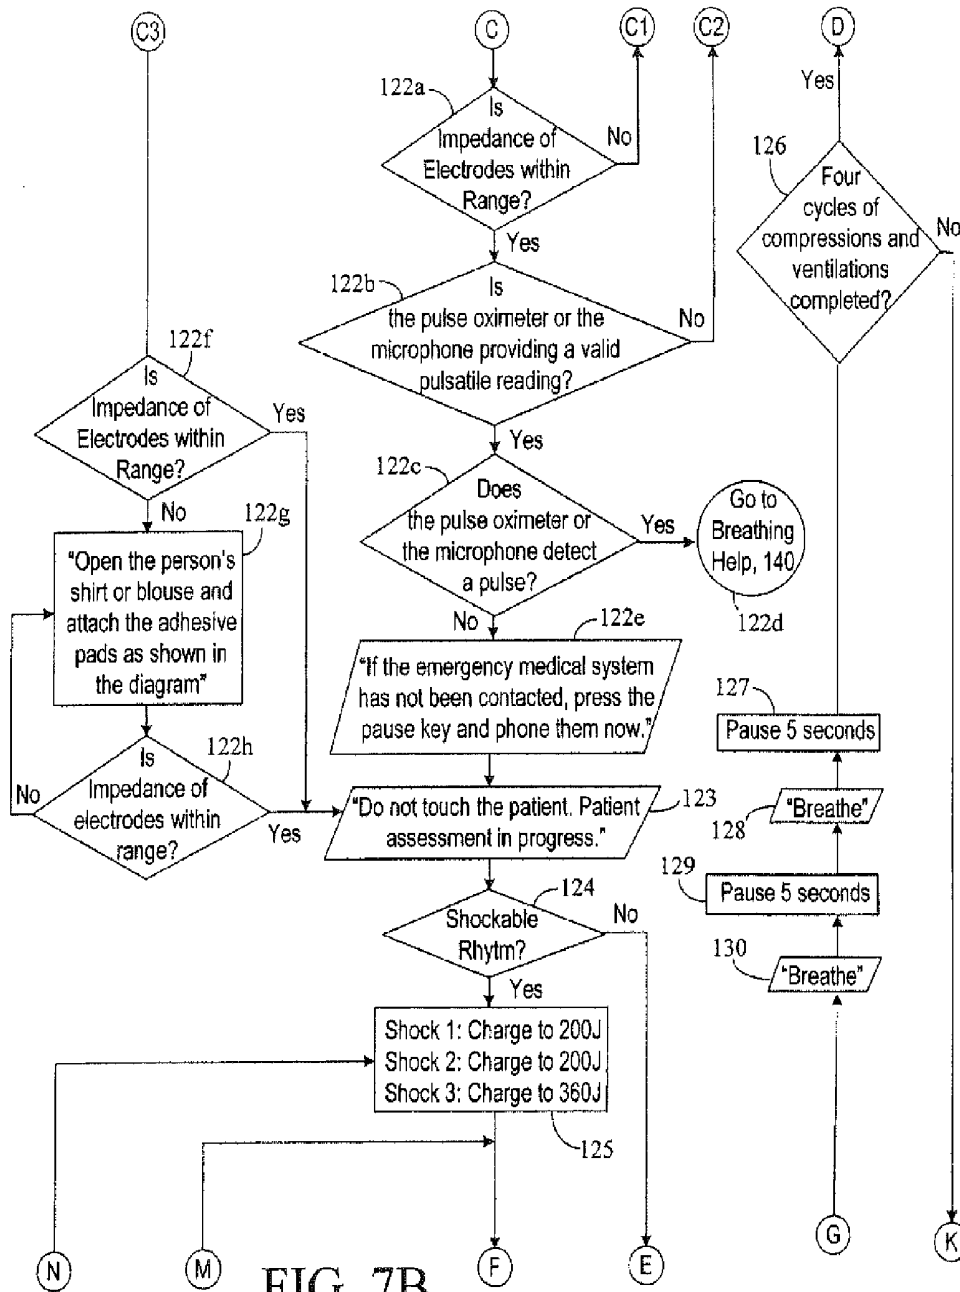 C3
C
C1
C2
D
122a
Is
Impedance of
Electrodes within
Range?
No
Yes
Yes
126
Four
cycles of
compressions and
ventilations
completed?
No
122b
Is
the pulse oximeter or the
microphone providing a valid
pulsatile reading?
No
Yes
122f
Is
Impedance of
Electrodes within
Range?
Yes
No
122c
Does
the pulse oximeter or
the microphone detect
a pulse?
Yes
No
Go to
Breathing
Help, 140
122d
122g
"Open the person's
shirt or blouse and
attach the adhesive
pads as shown in
the diagram"
122e
"If the emergency medical system
has not been contacted, press the
pause key and phone them now."
127
Pause 5 seconds
122h
Is
Impedance of
electrodes within
range?
No
Yes
"Do not touch the patient. Patient
assessment in progress."
123
"Breathe"
128
129
Pause 5 seconds
124
Shockable
Rhytm?
No
Yes
130
"Breathe"
Shock 1: Charge to 200J
Shock 2: Charge to 200J
Shock 3: Charge to 360J
125
N
M
F
E
G
K
FIG. 7B